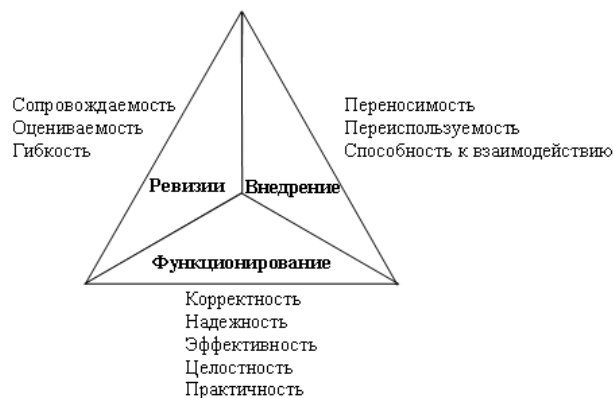 Сопровождаемость
Оцениваемость
Гибкость
Переносимость
Переиспользуемость
Способность к взаимодействию
Ревизии
Внедрение
Функционирование
Корректность
Надежность
Эффективность
Целостность
Практичность